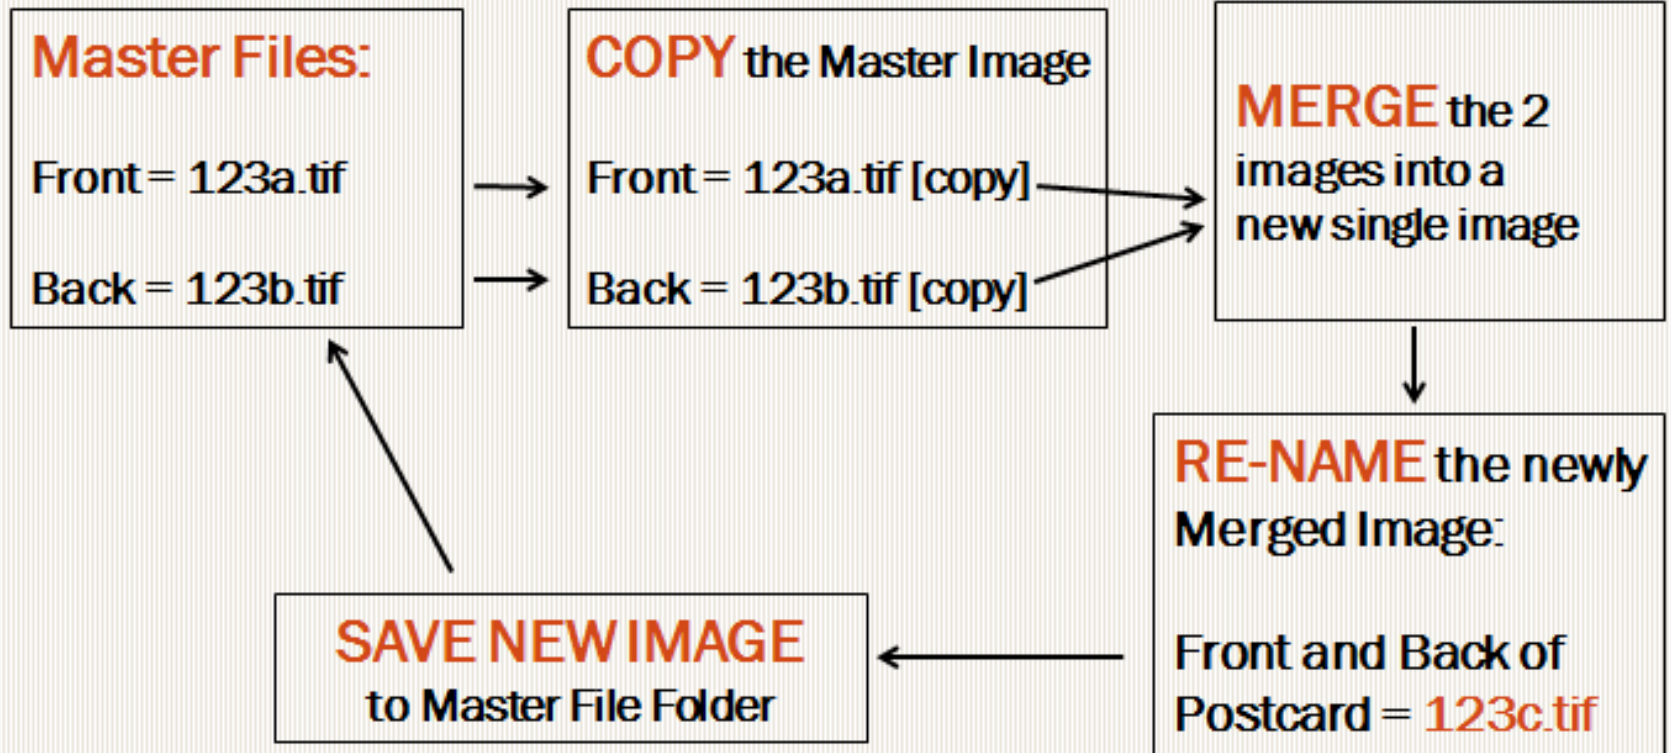 Master Files:
Front = 123a.tif
Back = 123b.tif
COPY the Master Image
Front = 123a.tif [copy]
Back = 123b.tif [copy]
MERGE the 2
images into a
new single image
RE-NAME the newly
Merged Image:
Front and Back of
Postcard = 123c.tif
SAVE NEW IMAGE
to Master File Folder